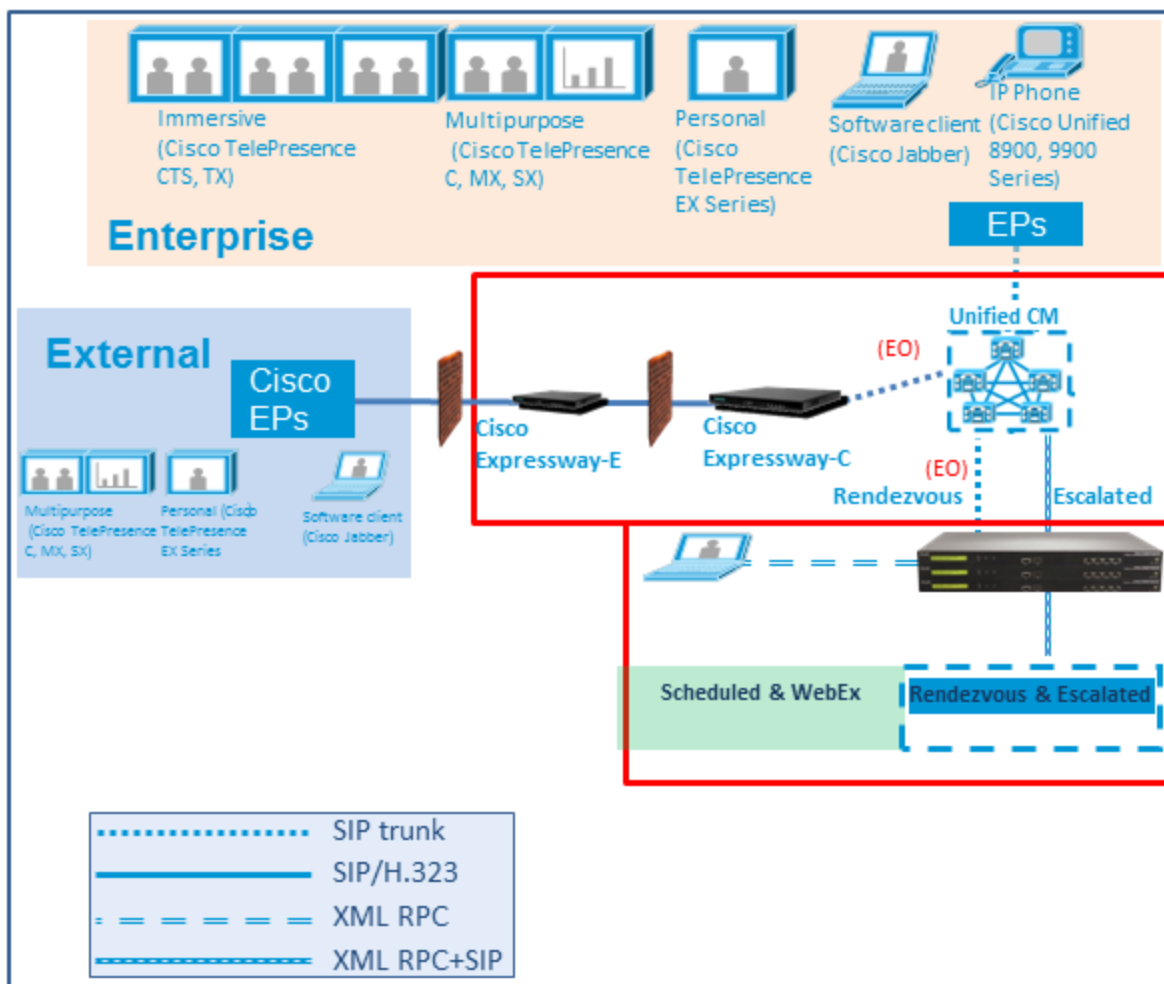 Immersive
(Cisco TelePresence
CTS, TX)
Multipurpose
(Cisco TelePresence
C, MX, SX)
Personal
(Cisco
TelePresence
EX Series)
Software client
(Cisco Jabber)
IP Phone
(Cisco Unified
8900, 9900
Series)
Enterprise
EPs
Unified CM
External
Cisco
EPs
(EO)
Cisco
Expressway-E
Cisco
Expressway-C
(EO)
Rendezvous
Escalated
Multipurpose
(Cisco TelePresence
C, MX, SX)
Personal (Cisco
TelePresence
EX Series
Software client
(Cisco Jabber)
Scheduled & WebEx
Rendezvous & Escalated
SIP trunk
SIP/H.323
XML RPC
XML RPC+SIP